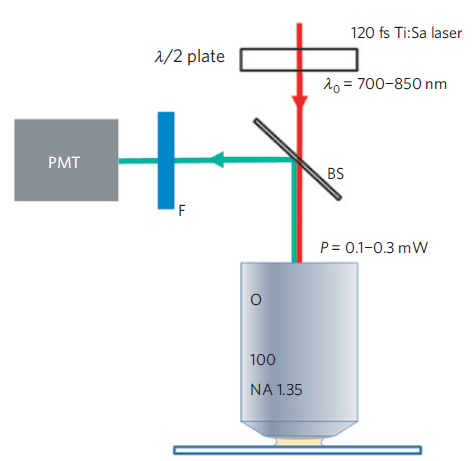 120 fs Ti:Sa laser
λ/2 plate
λ₀ = 700–850 nm
PMT
BS
F
P = 0.1–0.3 mW
O
100
NA 1.35